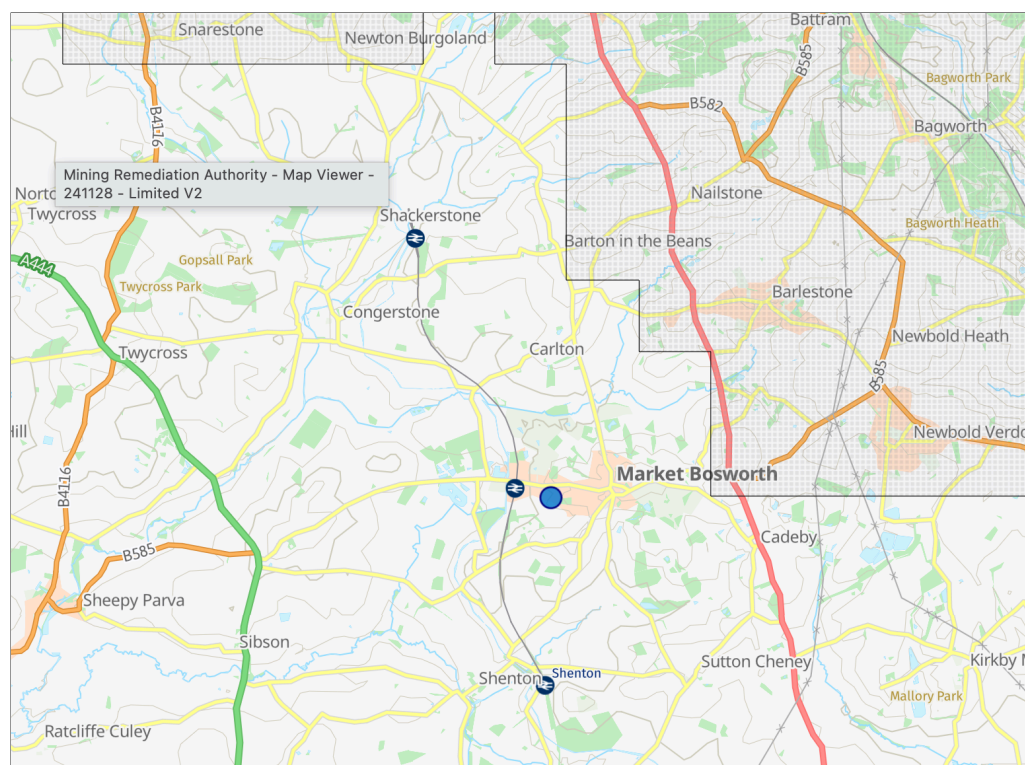 Snarestone
Newton Burgoland
Battram
B585
Bagworth Park
B4116
B582
Bagworth
Mining Remediation Authority - Map Viewer -
241128 - Limited V2
Nailstone
Twycross
Shackerstone
Bagworth Heath
Barton in the Beans
A444
Gopsall Park
Twycross Park
Barlestone
Congerstone
Newbold Heath
Carlton
Twycross
B585
Newbold Verdo
Market Bosworth
B4116
Cadeby
B585
Sheepy Parva
Sibson
Sutton Cheney
Kirkby
Shenton
Shenton
Mallory Park
Ratcliffe Culey